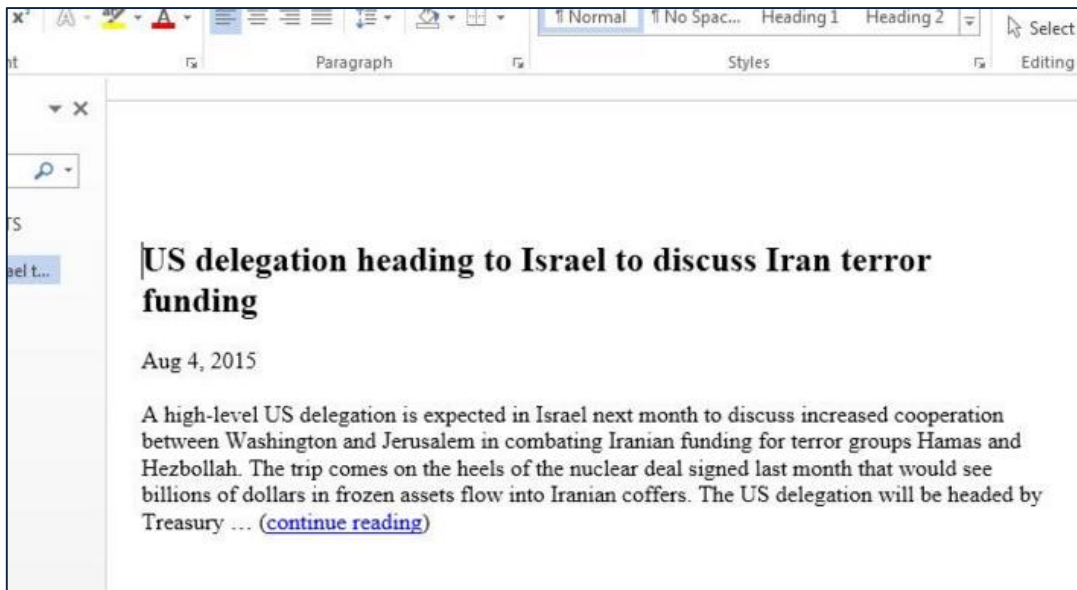 ¶ Normal ¶ No Spac... Heading 1 Heading 2 Select
Paragraph Styles Editing
US delegation heading to Israel to discuss Iran terror
funding
Aug 4, 2015
A high-level US delegation is expected in Israel next month to discuss increased cooperation
between Washington and Jerusalem in combating Iranian funding for terror groups Hamas and
Hezbollah. The trip comes on the heels of the nuclear deal signed last month that would see
billions of dollars in frozen assets flow into Iranian coffers. The US delegation will be headed by
Treasury … (continue reading)